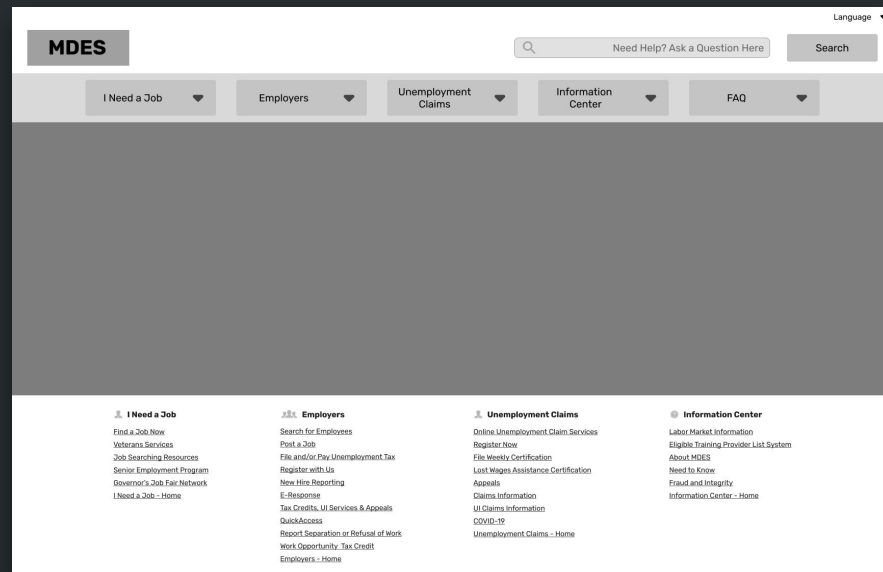 Language
MDES
Need Help? Ask a Question Here
Search
I Need a Job
Employers
Unemployment
Claims
Information
Center
FAQ
I Need a Job
Find a Job Now
Veterans Services
Job Searching Resources
Senior Employment Program
Governor's Job Fair Network
I Need a Job - Home
Employers
Search for Employees
Post a Job
File and/or Pay Unemployment Tax
Register with Us
New Hire Reporting
E-Response
Tax Credits, UI Services & Appeals
QuickAccess
Report Separation or Refusal of Work
Work Opportunity Tax Credit
Employers - Home
Unemployment Claims
Online Unemployment Claim Services
Register Now
File Weekly Certification
Lost Wages Assistance Certification
Appeals
Claims Information
UI Claims Information
COVID-19
Unemployment Claims - Home
Information Center
Labor Market Information
Eligible Training Provider List System
About MDES
Need to Know
Fraud and Integrity
Information Center - Home